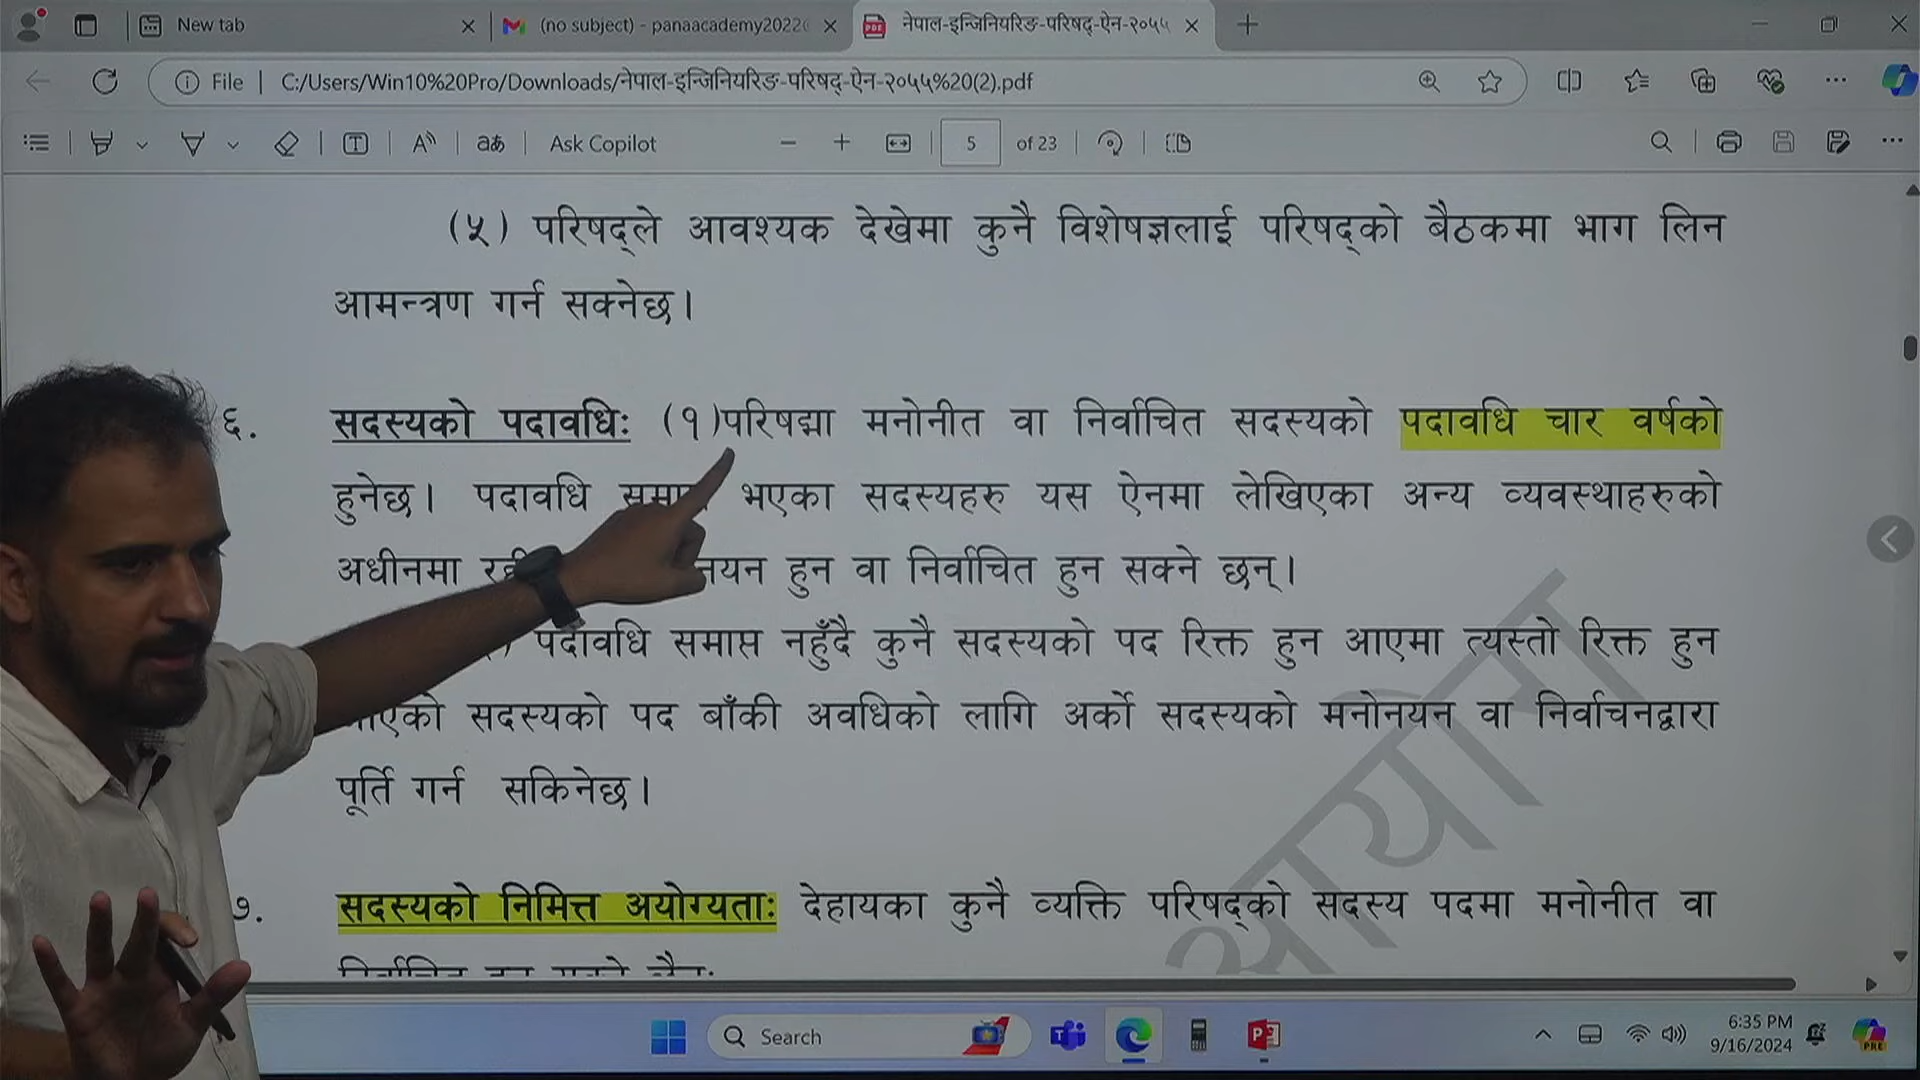 New tab
(no subject) - panaacademy2022
नेपाल-इन्जिनियरिङ-परिषद्-ऐन-२०५५
File
C:/Users/Win10%20Pro/Downloads/नेपाल-इन्जिनियरिङ-परिषद्-ऐन-२०५५%20(2).pdf
Ask Copilot
5 of 23
(५) परिषद्ले आवश्यक देखेमा कुनै विशेषज्ञलाई परिषद्को बैठकमा भाग लिन
आमन्त्रण गर्न सक्नेछ।
६. सदस्यको पदावधिः (१)परिषद्मा मनोनीत वा निर्वाचित सदस्यको पदावधि चार वर्षको
हुनेछ। पदावधि भएका सदस्यहरु यस ऐनमा लेखिएका अन्य व्यवस्थाहरुको
अधीनमा हुन वा निर्वाचित हुन सक्ने छन्।
पदावधि समाप्त नहुँदै कुनै सदस्यको पद रिक्त हुन आएमा त्यस्तो रिक्त हुन
सदस्यको पद बाँकी अवधिको लागि अर्को सदस्यको मनोनयन वा निर्वाचनद्वारा
पूर्ति गर्न सकिनेछ।
७. सदस्यको निमित्त अयोग्यताः देहायका कुनै व्यक्ति परिषद्को सदस्य पदमा मनोनीत वा
आयोग
Search
6:35 PM
9/16/2024